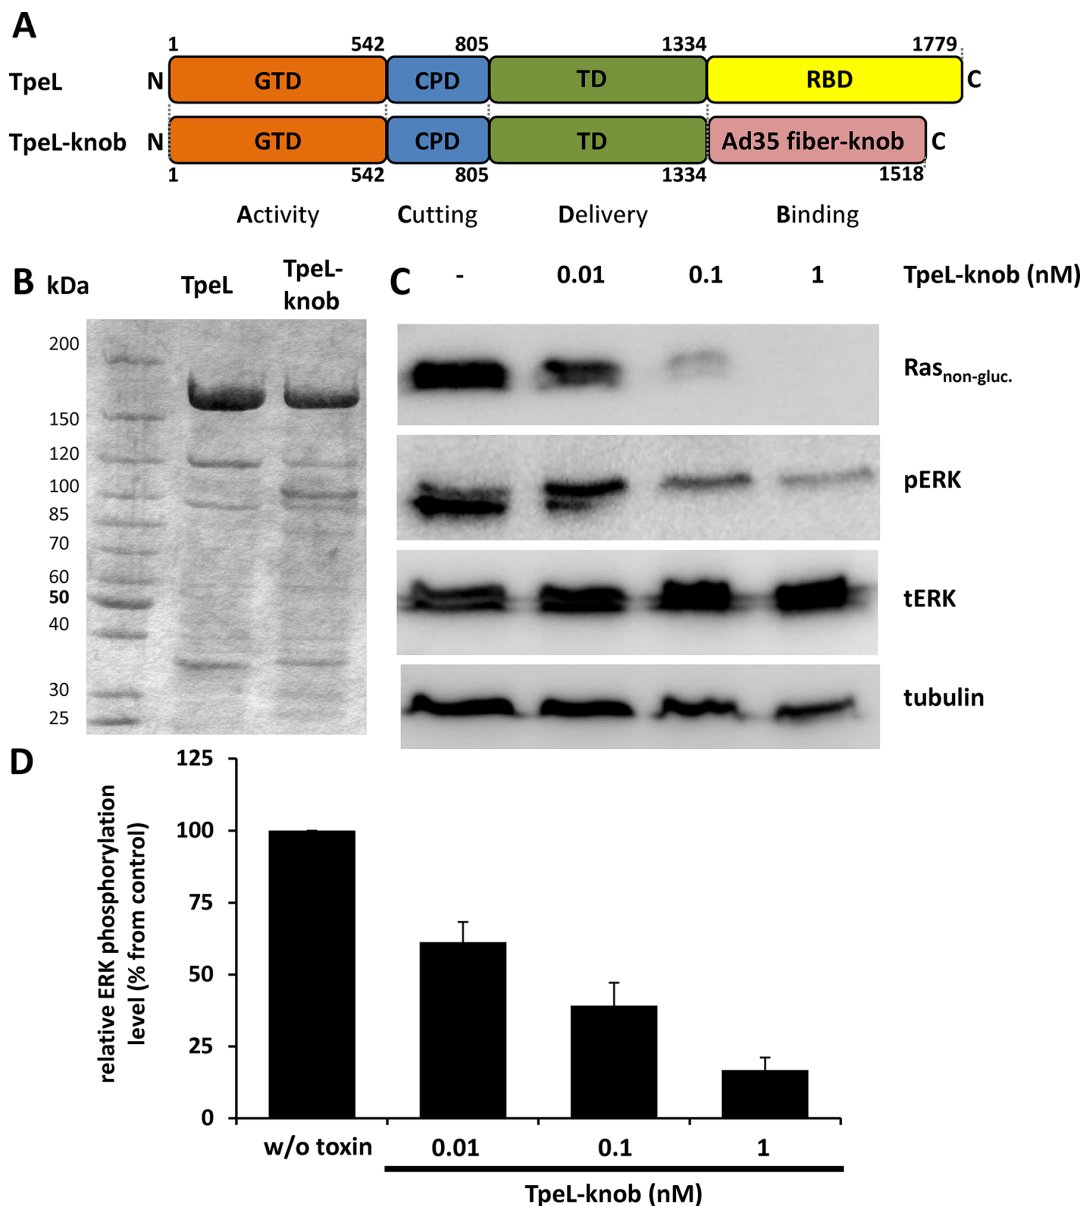 A
1 542 805 1334 1779
TpeL N GTD CPD TD RBD C
TpeL-knob N GTD CPD TD Ad35 fiber-knob C
1 542 805 1334 1518
Activity Cutting Delivery Binding
B kDa TpeL TpeL-
knob
200
150
120
100
85
70
60
50
40
30
25
C - 0.01 0.1 1 TpeL-knob (nM)
Ras non-gluc.
pERK
tERK
tubulin
D
relative ERK phosphorylation
level (% from control)
125
100
75
50
25
0
w/o toxin 0.01 0.1 1
TpeL-knob (nM)